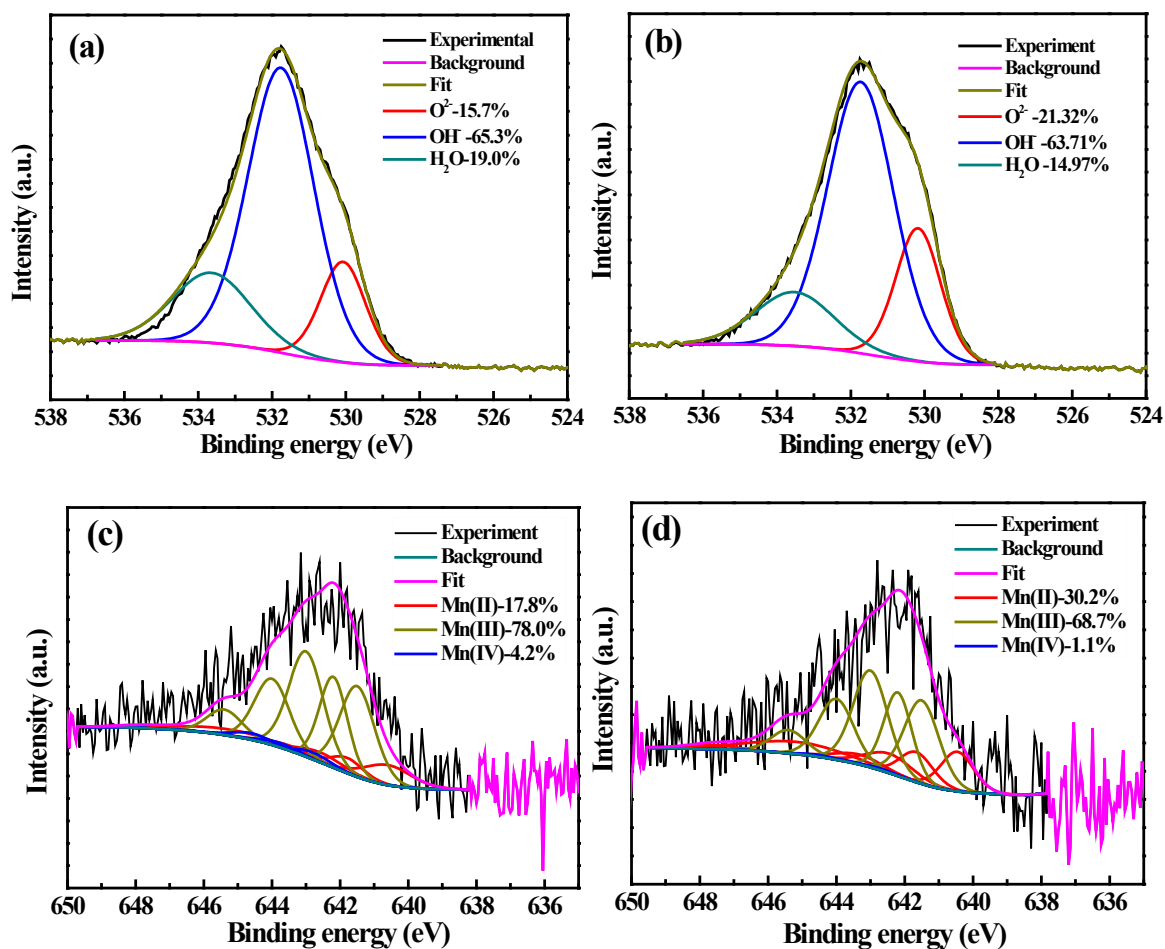 (a)
Experimental
Background
Fit
O²⁻-15.7%
OH⁻-65.3%
H₂O-19.0%
Intensity (a.u.)
538 536 534 532 530 528 526 524
Binding energy (eV)
(b)
Experiment
Background
Fit
O²⁻ -21.32%
OH⁻ -63.71%
H₂O -14.97%
Intensity (a.u.)
538 536 534 532 530 528 526 524
Binding energy (eV)
(c)
Experiment
Background
Fit
Mn(II)-17.8%
Mn(III)-78.0%
Mn(IV)-4.2%
Intensity (a.u.)
650 648 646 644 642 640 638 636
Binding energy (eV)
(d)
Experiment
Background
Fit
Mn(II)-30.2%
Mn(III)-68.7%
Mn(IV)-1.1%
Intensity (a.u.)
650 648 646 644 642 640 638 636
Binding energy (eV)